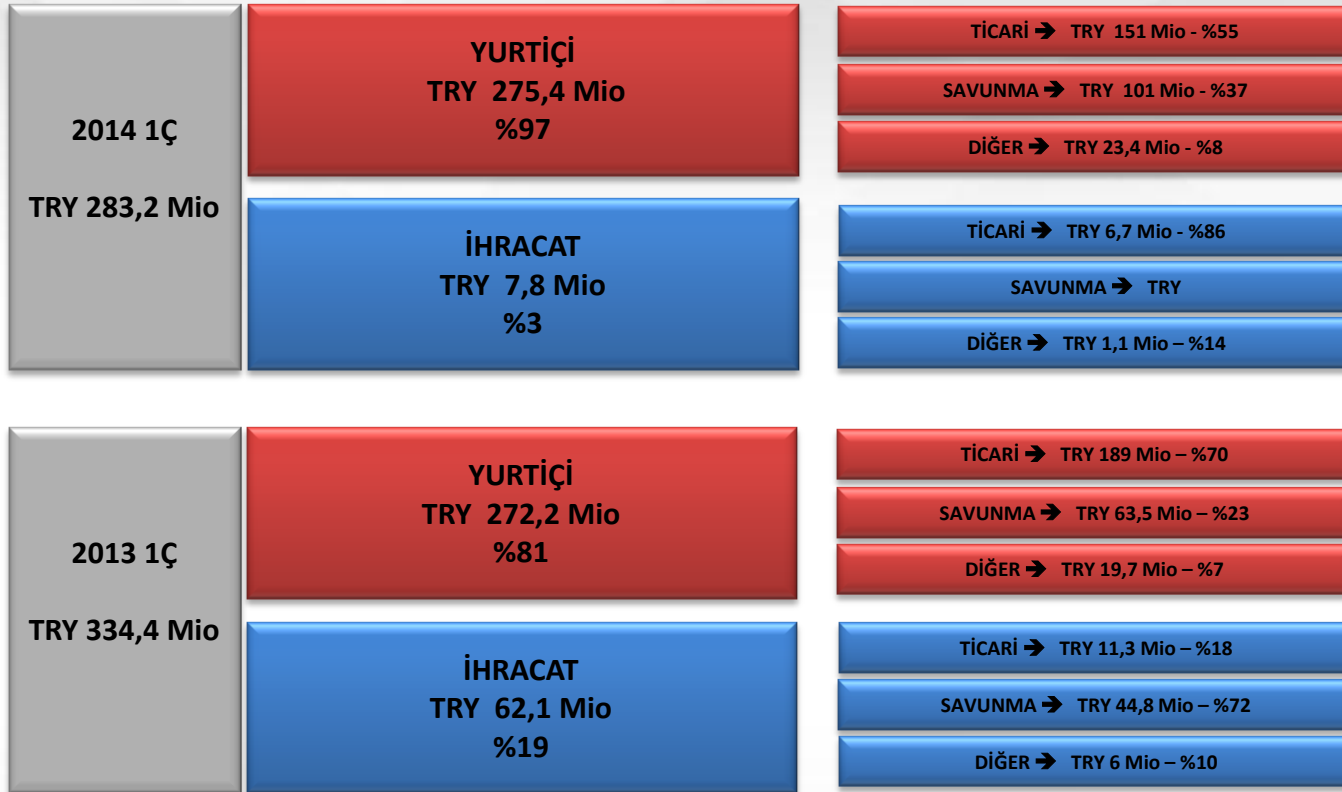 2014 1Ç
TRY 283,2 Mio
YURTİÇİ
TRY 275,4 Mio
%97
TİCARİ ➔ TRY 151 Mio - %55
SAVUNMA ➔ TRY 101 Mio - %37
DİĞER ➔ TRY 23,4 Mio - %8
İHRACAT
TRY 7,8 Mio
%3
TİCARİ ➔ TRY 6,7 Mio - %86
SAVUNMA ➔ TRY
DİĞER ➔ TRY 1,1 Mio – %14
2013 1Ç
TRY 334,4 Mio
YURTİÇİ
TRY 272,2 Mio
%81
TİCARİ ➔ TRY 189 Mio – %70
SAVUNMA ➔ TRY 63,5 Mio – %23
DİĞER ➔ TRY 19,7 Mio – %7
İHRACAT
TRY 62,1 Mio
%19
TİCARİ ➔ TRY 11,3 Mio – %18
SAVUNMA ➔ TRY 44,8 Mio – %72
DİĞER ➔ TRY 6 Mio – %10